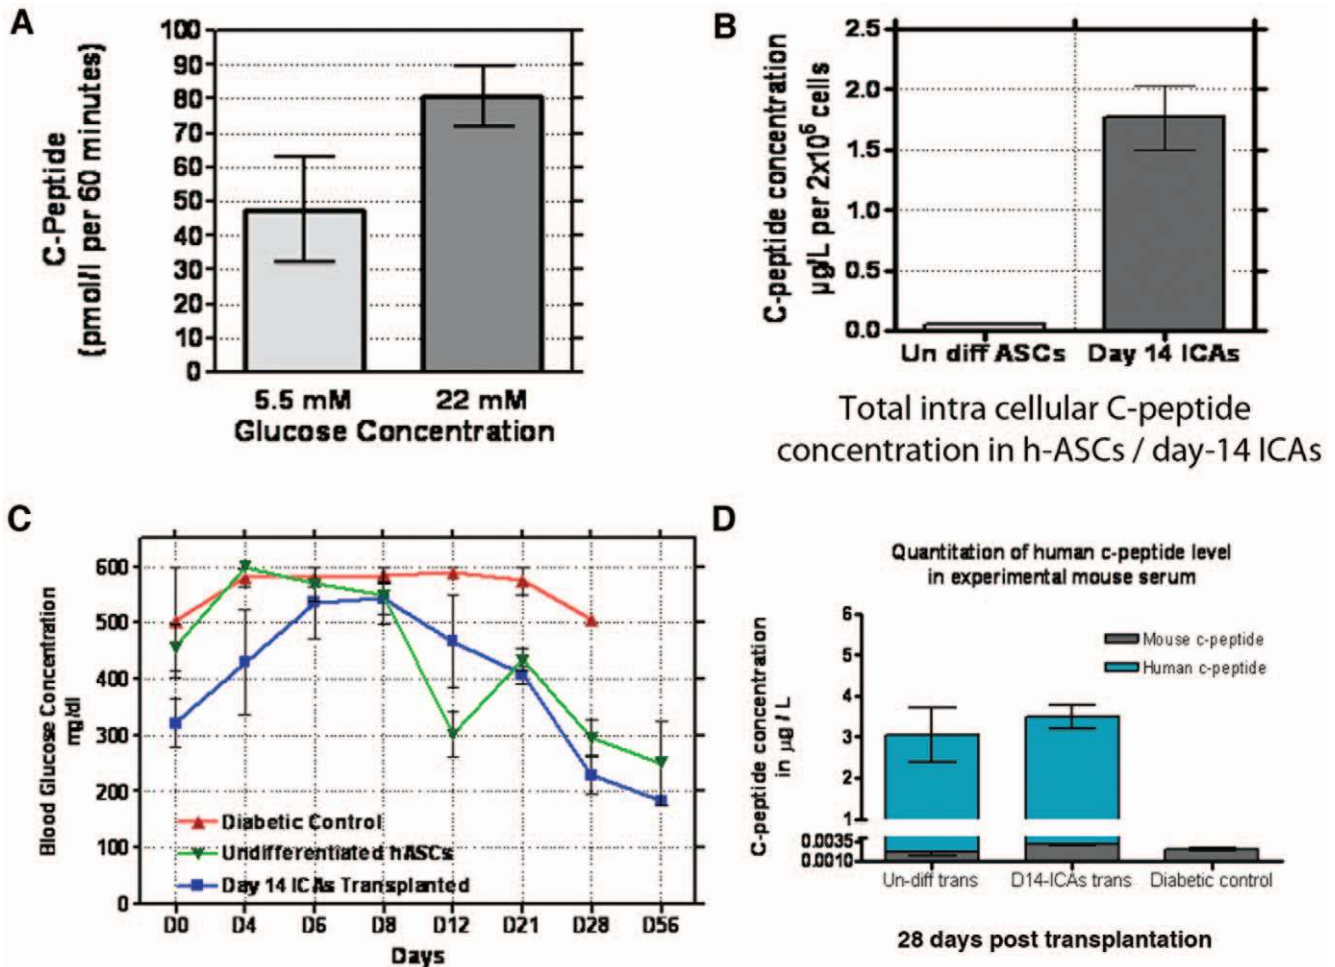 A
C-Peptide
(pmol/l per 60 minutes)
100
90
80
70
60
50
40
30
20
10
0
5.5 mM
22 mM
Glucose Concentration
B
C-peptide concentration
µg/L per 2x10⁶ cells
2.5
2.0
1.5
1.0
0.5
0.0
Un diff ASCs
Day 14 ICAs
Total intra cellular C-peptide
concentration in h-ASCs / day-14 ICAs
C
Blood Glucose Concentration
mg/dl
600
500
400
300
200
100
0
Diabetic Control
Undifferentiated hASCs
Day 14 ICAs Transplanted
D0
D4
D6
D8
D12
D21
D28
D56
Days
D
Quantitation of human c-peptide level
in experimental mouse serum
C-peptide concentration
in µg / L
6
5
4
3
2
1
0.0035
0.0010
Mouse c-peptide
Human c-peptide
Un-diff trans
D14-ICAs trans
Diabetic control
28 days post transplantation